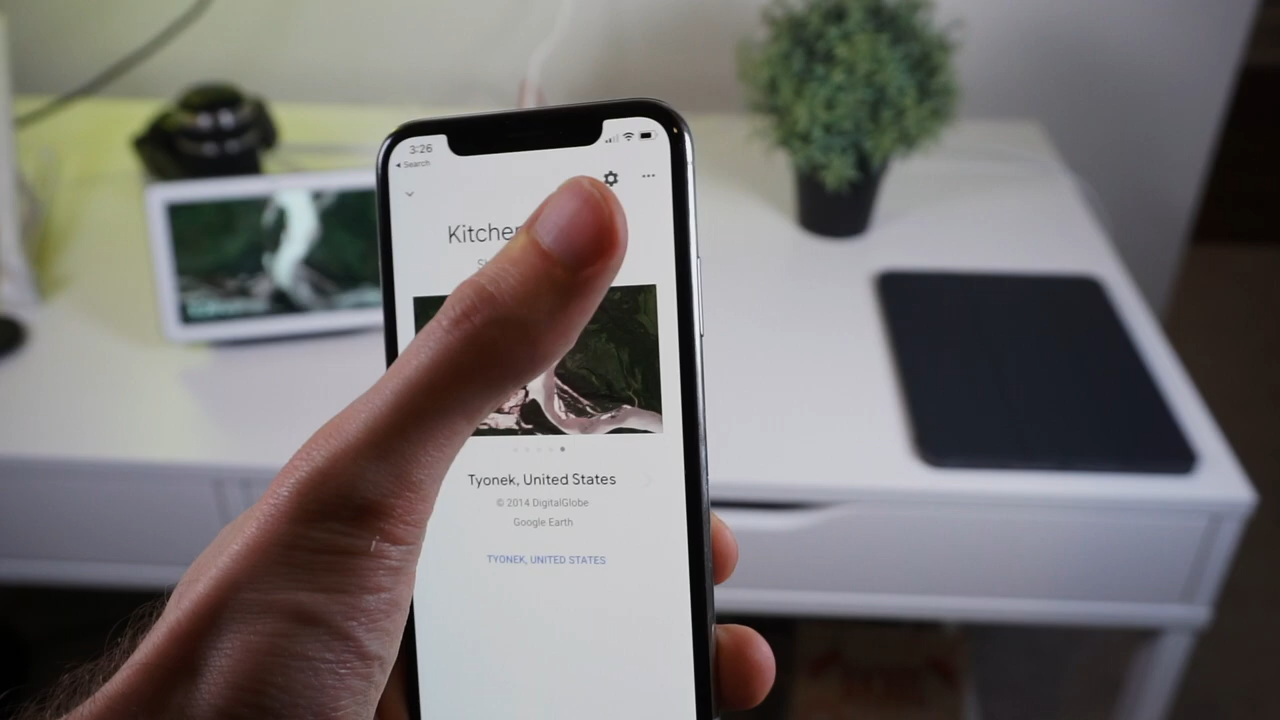 3:26
Search
Kitchen
Tyonek, United States
© 2014 DigitalGlobe
Google Earth
TYONEK, UNITED STATES